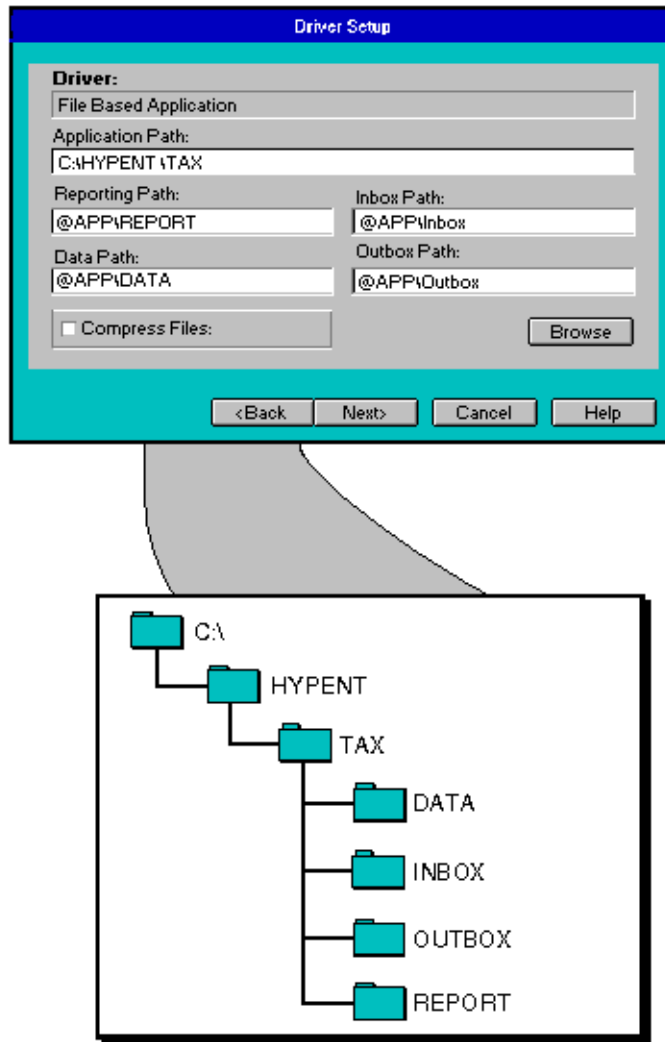 Driver Setup
Driver:
File Based Application
Application Path:
C:\HYPENT \TAX
Reporting Path:
Inbox Path:
@APP\REPORT
@APP\Inbox
Data Path:
Outbox Path:
@APP\DATA
@APP\Outbox
Compress Files:
Browse
<Back
Next>
Cancel
Help
C:\
HYPENT
TAX
DATA
INBOX
OUTBOX
REPORT